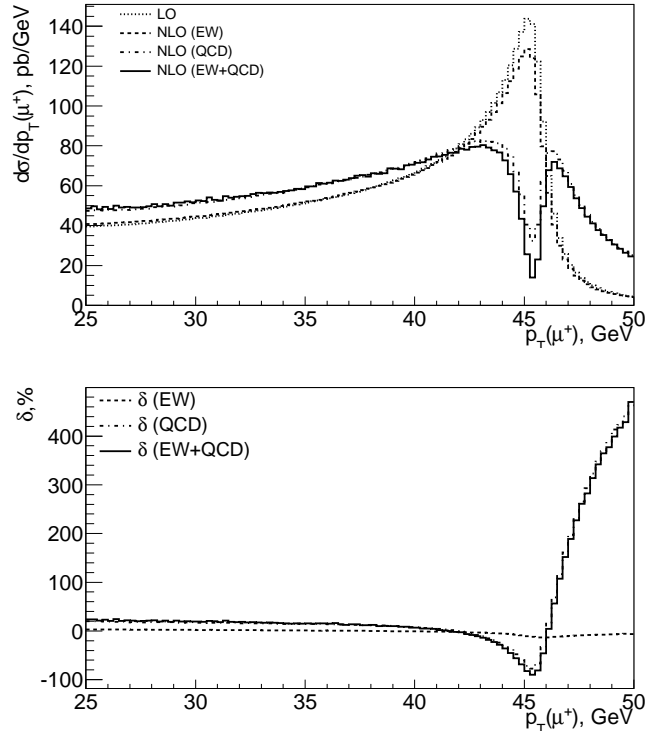 LO
NLO (EW)
NLO (QCD)
NLO (EW+QCD)
dσ/dp_T(μ⁺), pb/GeV
140
120
100
80
60
40
20
0
25 30 35 40 45 50
p_T(μ⁺), GeV
δ (EW)
δ (QCD)
δ (EW+QCD)
δ,%
400
300
200
100
0
-100
25 30 35 40 45 50
p_T(μ⁺), GeV